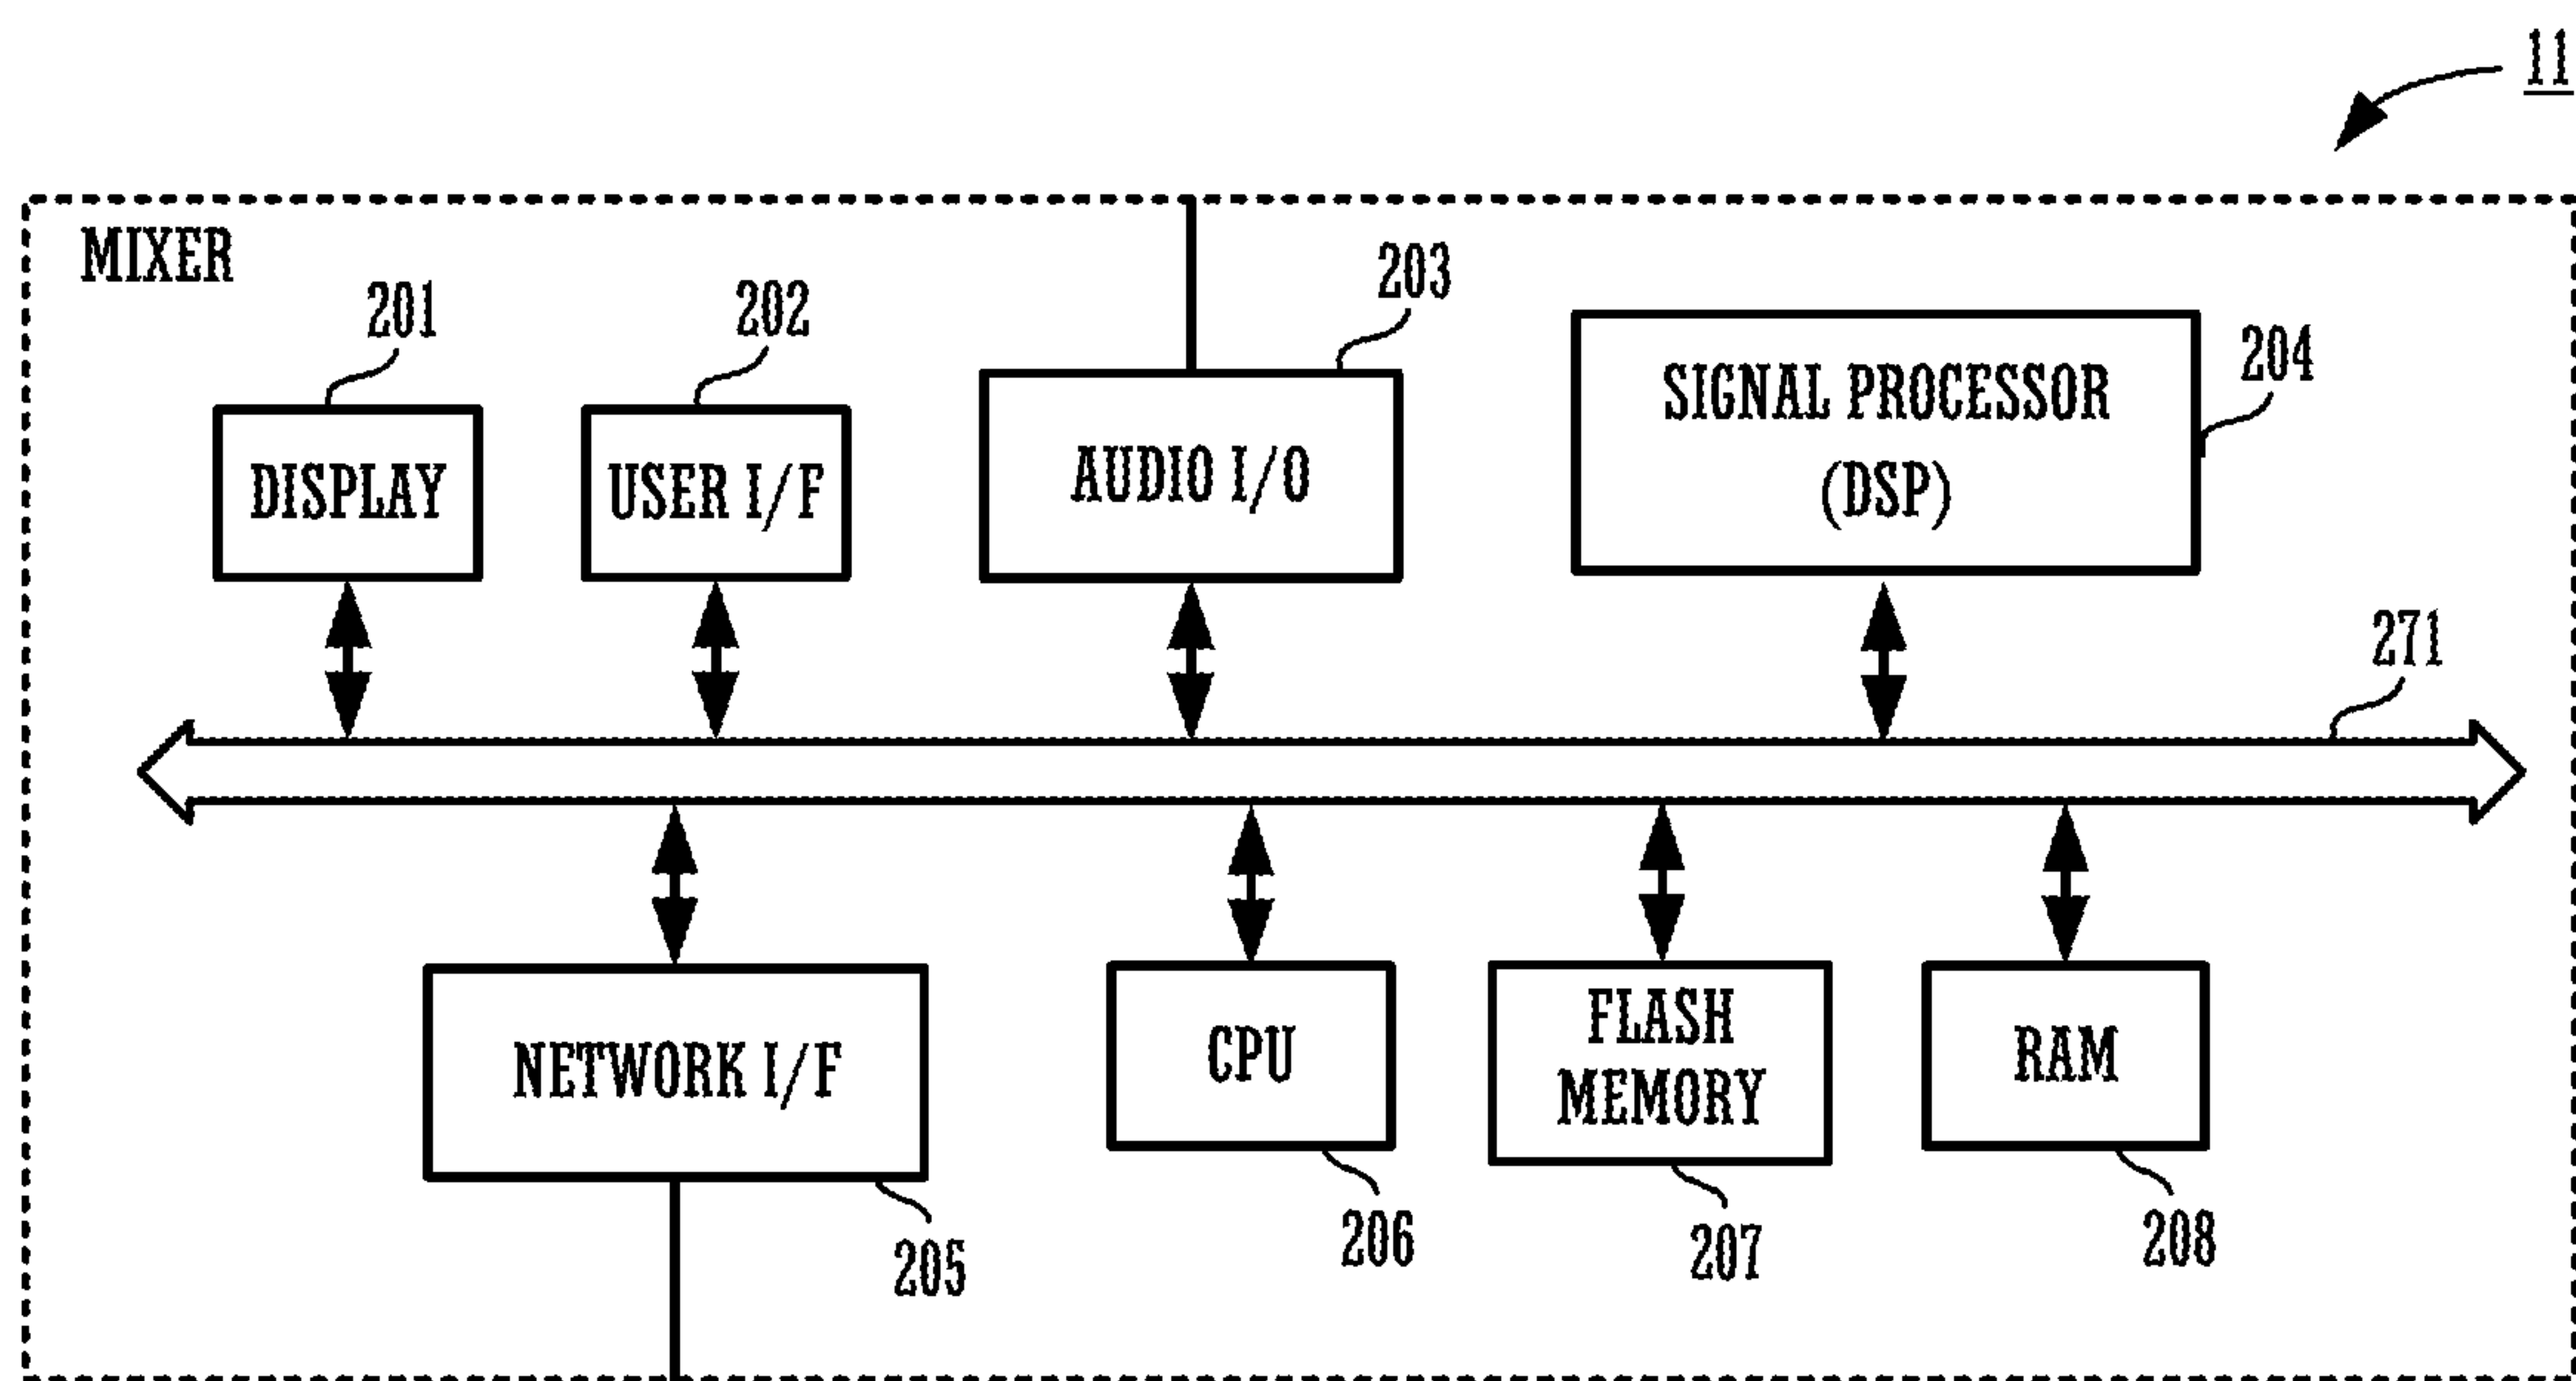 11
MIXER
201
202
203
204
DISPLAY
USER I/F
AUDIO I/O
SIGNAL PROCESSOR
(DSP)
271
NETWORK I/F
CPU
FLASH
MEMORY
RAM
205
206
207
208